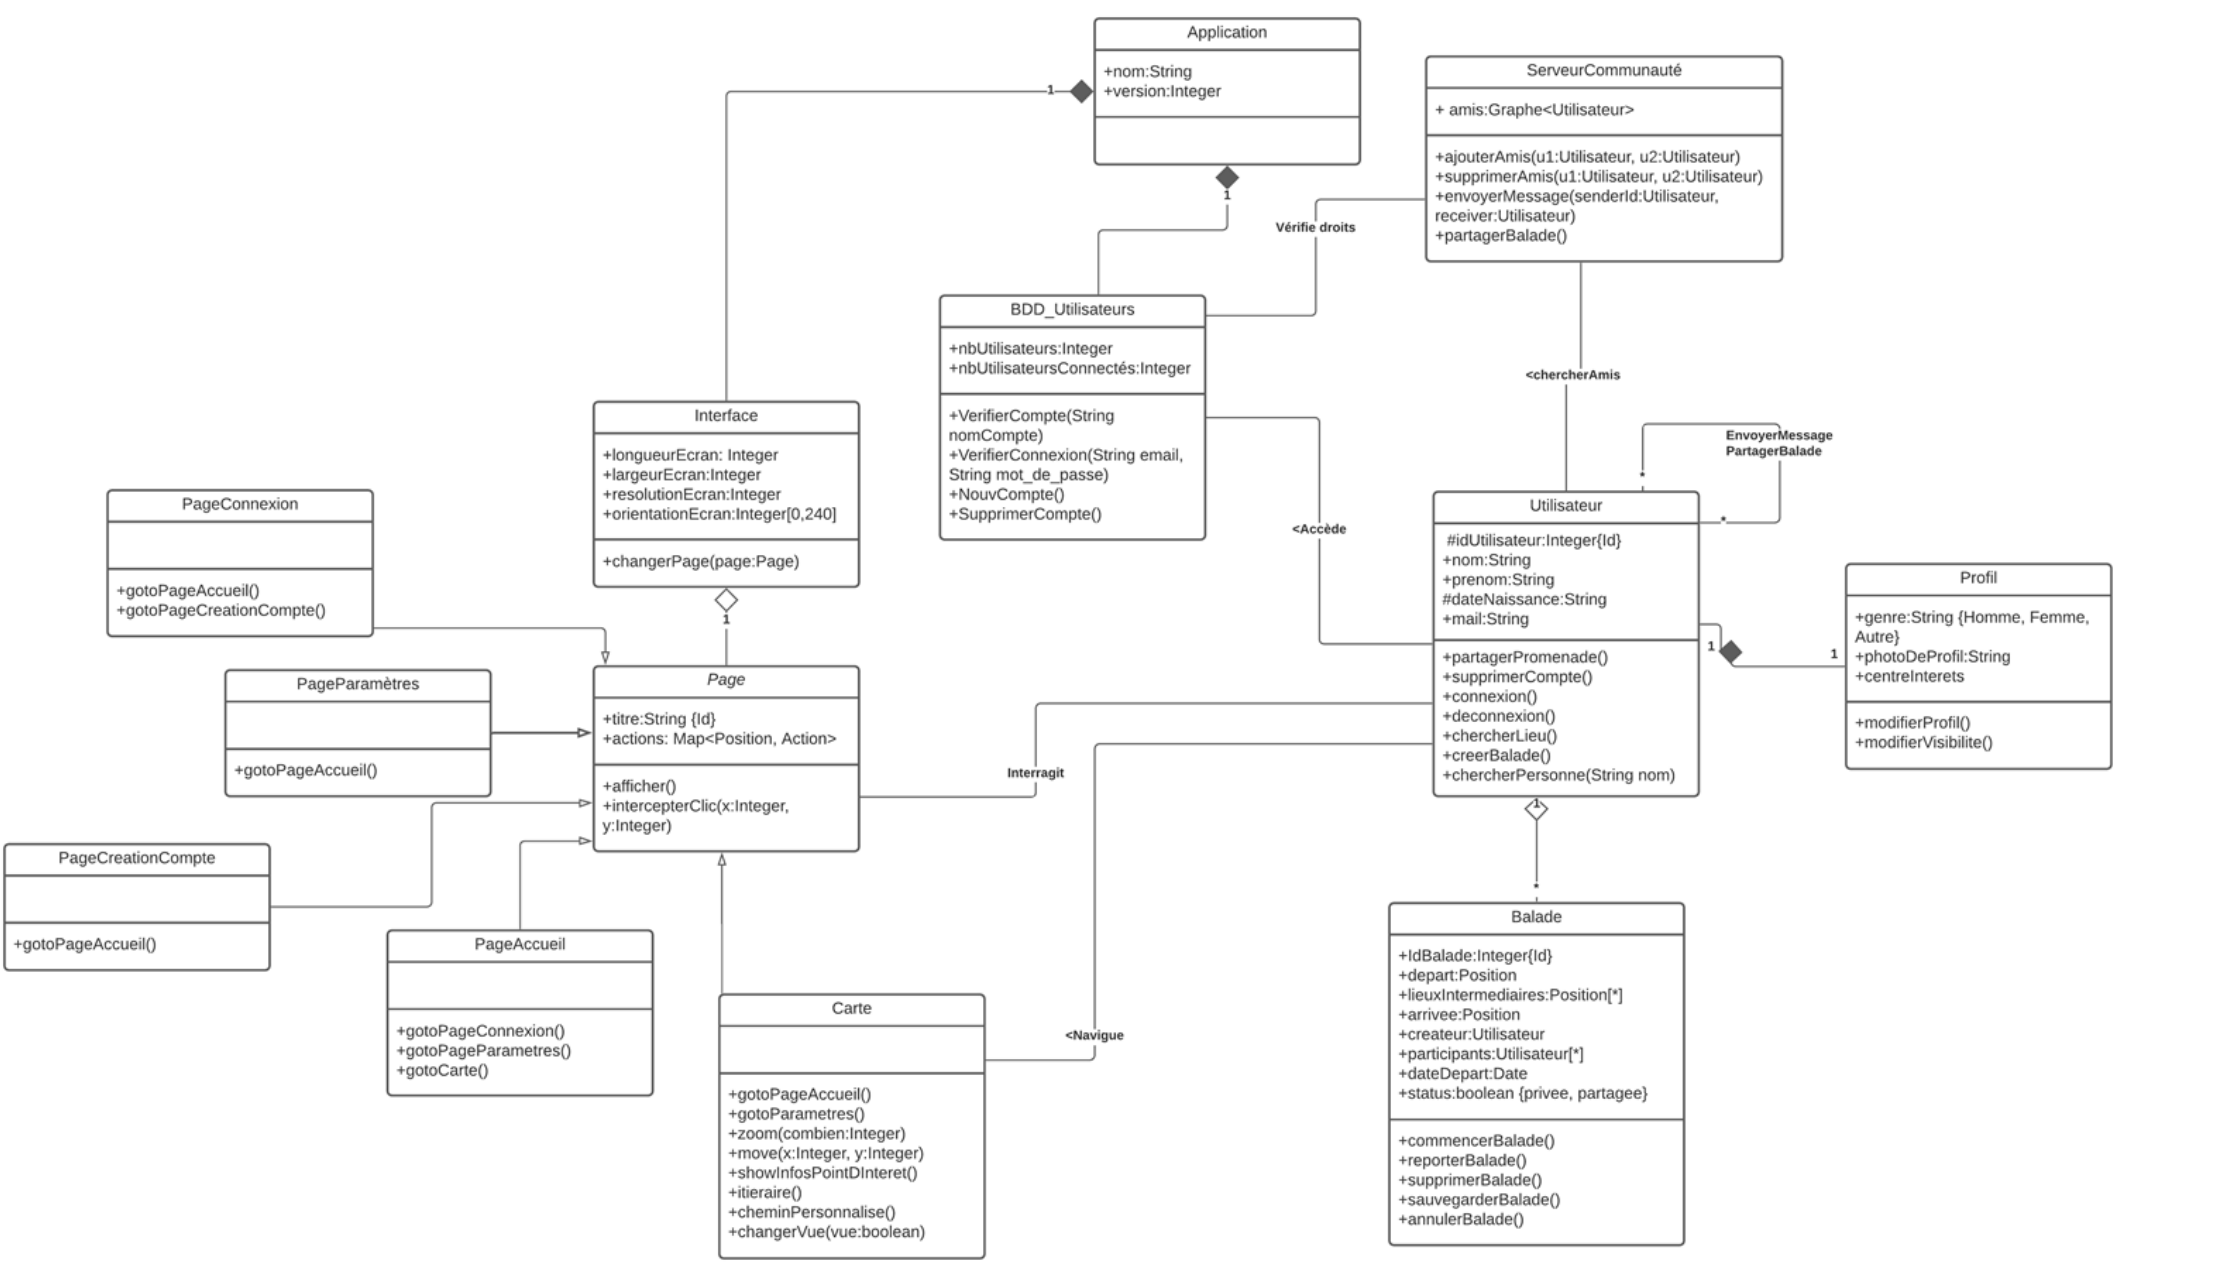 Application
+nom:String
+version:Integer
1
1
ServeurCommunauté
+ amis:Graphe<Utilisateur>
+ajouterAmis(u1:Utilisateur, u2:Utilisateur)
+supprimerAmis(u1:Utilisateur, u2:Utilisateur)
+envoyerMessage(senderId:Utilisateur,
receiver:Utilisateur)
+partagerBalade()
Vérifie droits
BDD_Utilisateurs
+nbUtilisateurs:Integer
+nbUtilisateursConnectés:Integer
+VerifierCompte(String
nomCompte)
+VerifierConnexion(String email,
String mot_de_passe)
+NouvCompte()
+SupprimerCompte()
<chercherAmis
<Accède
EnvoyerMessage
PartagerBalade
*
*
Interface
+longueurEcran: Integer
+largeurEcran:Integer
+resolutionEcran:Integer
+orientationEcran:Integer[0,240]
+changerPage(page:Page)
1
PageConnexion
+gotoPageAccueil()
+gotoPageCreationCompte()
Utilisateur
#idUtilisateur:Integer{Id}
+nom:String
+prenom:String
#dateNaissance:String
+mail:String
+partagerPromenade()
+supprimerCompte()
+connexion()
+deconnexion()
+chercherLieu()
+creerBalade()
+chercherPersonne(String nom)
1
1
Profil
+genre:String {Homme, Femme,
Autre}
+photoDeProfil:String
+centreInterets
+modifierProfil()
+modifierVisibilite()
PageParamètres
+gotoPageAccueil()
Page
+titre:String {Id}
+actions: Map<Position, Action>
+afficher()
+intercepterClic(x:Integer,
y:Integer)
Interragit
1
*
PageCreationCompte
+gotoPageAccueil()
PageAccueil
+gotoPageConnexion()
+gotoPageParametres()
+gotoCarte()
Carte
+gotoPageAccueil()
+gotoParametres()
+zoom(combien:Integer)
+move(x:Integer, y:Integer)
+showInfosPointDInteret()
+itieraire()
+cheminPersonnalise()
+changerVue(vue:boolean)
<Navigue
Balade
+IdBalade:Integer{Id}
+depart:Position
+lieuxIntermediaires:Position[*]
+arrivee:Position
+createur:Utilisateur
+participants:Utilisateur[*]
+dateDepart:Date
+status:boolean {privee, partagee}
+commencerBalade()
+reporterBalade()
+supprimerBalade()
+sauvegarderBalade()
+annulerBalade()